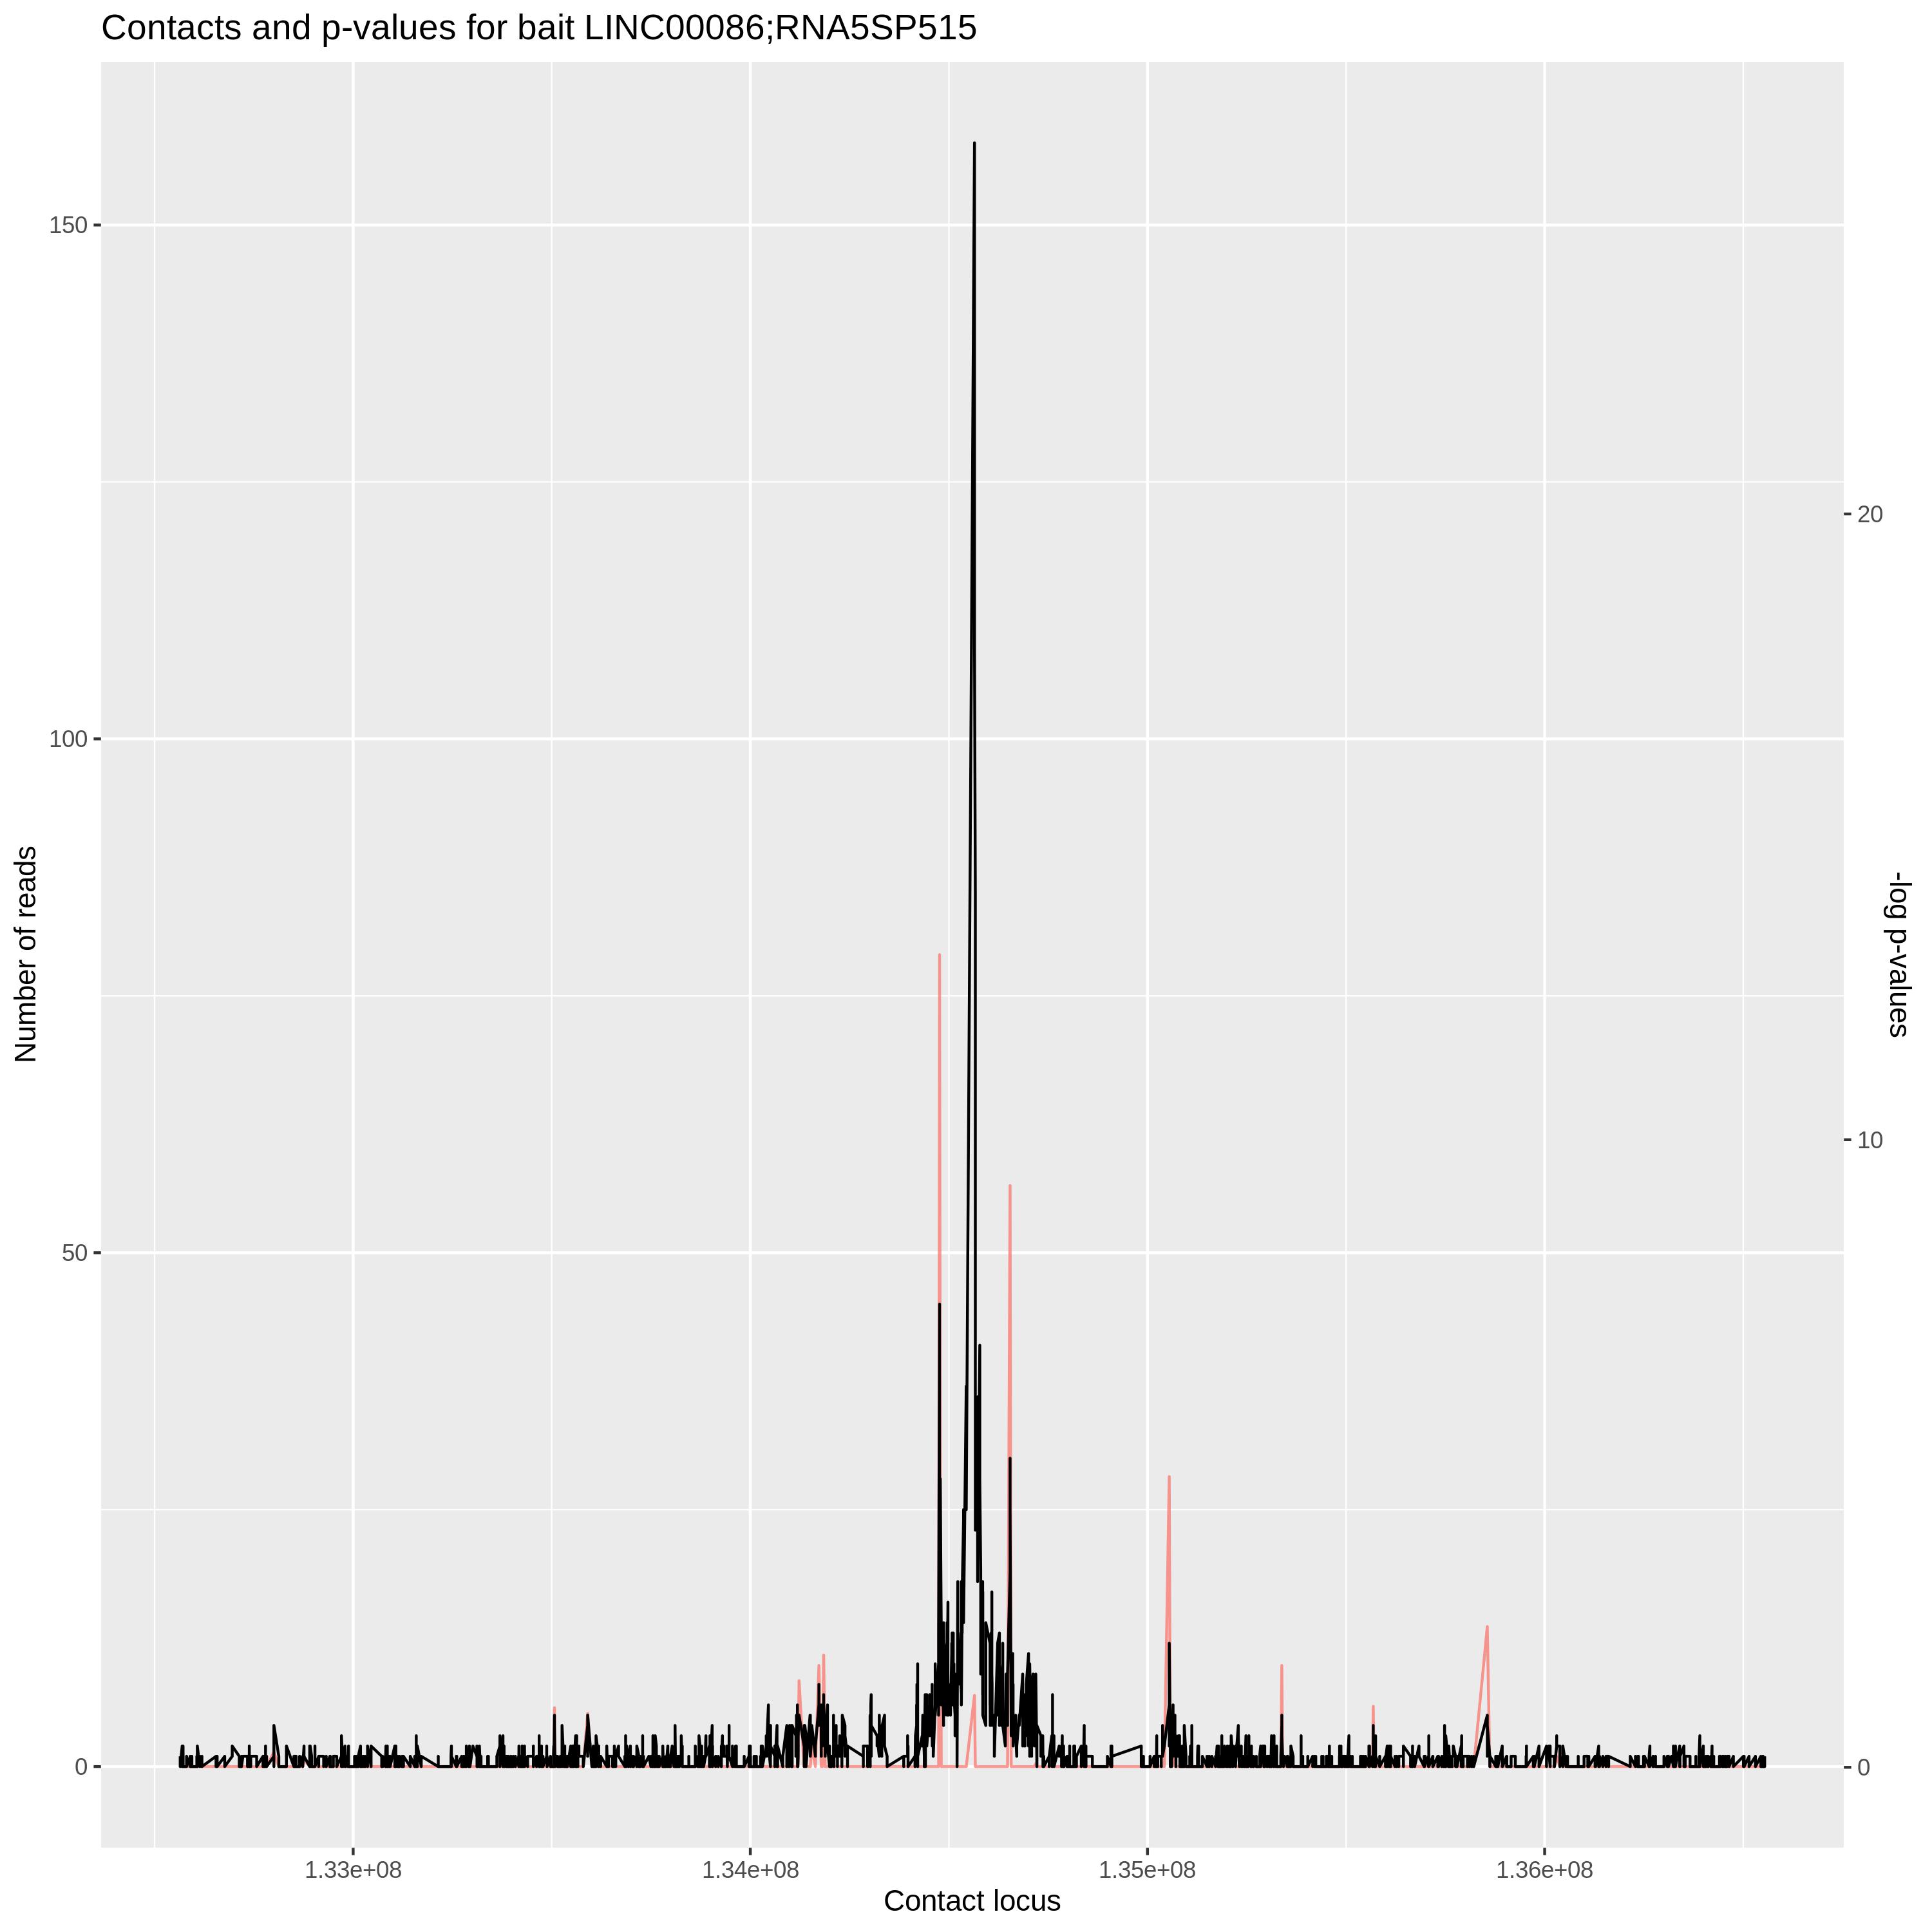 Contacts and p-values for bait LINC00086;RNA5SP515
150
100
50
0
Number of reads
20
10
0
-log p-values
1.33e+08
1.34e+08
1.35e+08
1.36e+08
Contact locus